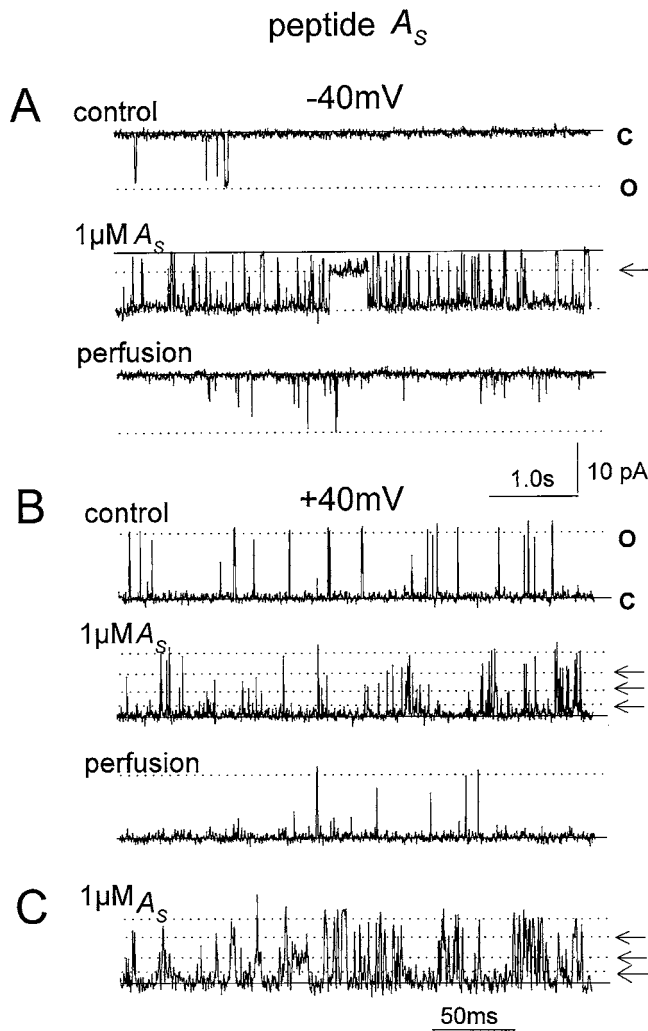 peptide A_S
A
-40mV
control
C
O
1µM A_S
perfusion
1.0s
10 pA
B
+40mV
control
O
C
1µM A_S
perfusion
C
1µM A_S
50ms